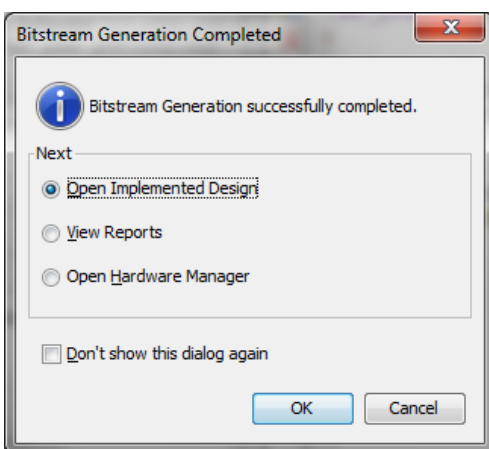 Bitstream Generation Completed
Bitstream Generation successfully completed.
Next
Open Implemented Design
View Reports
Open Hardware Manager
Don't show this dialog again
OK
Cancel